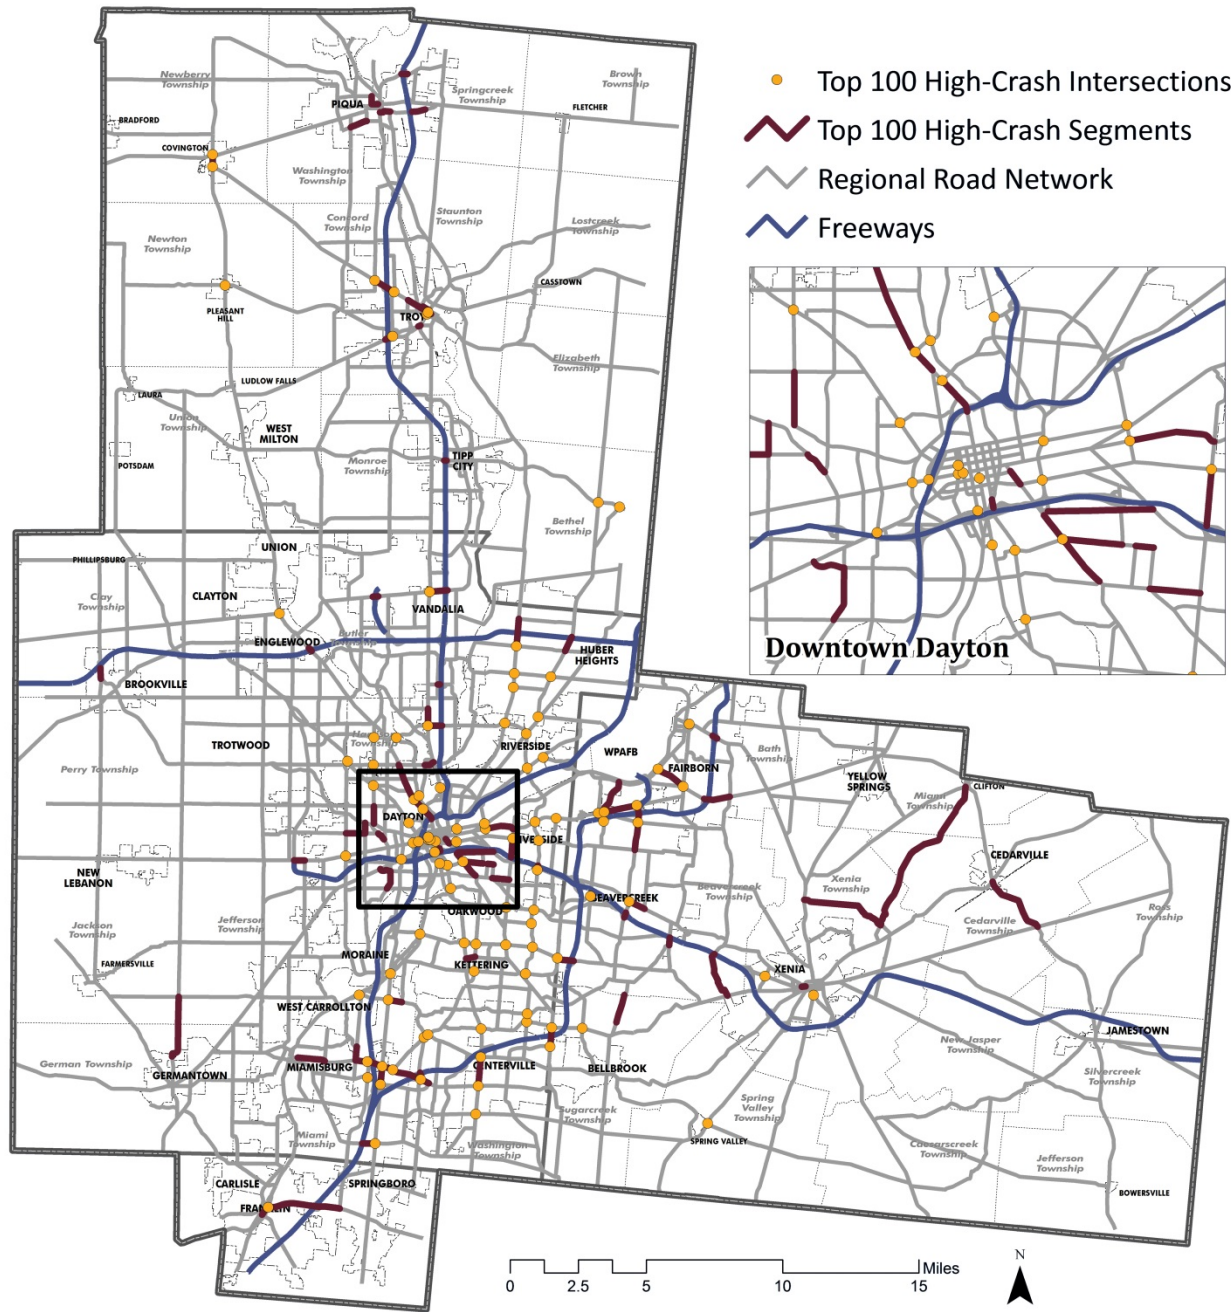 Top 100 High-Crash Intersections
Top 100 High-Crash Segments
Regional Road Network
Freeways
Downtown Dayton
Newberry
Township
PIQUA
Springcreek
Township
Brown
Township
FLETCHER
BRADFORD
COVINGTON
Washington
Township
Concord
Township
Staunton
Township
Lostcreek
Township
Newton
Township
CASSTOWN
PLEASANT
HILL
TROY
Elizabeth
Township
LUDLOW FALLS
LAURA
Union
Township
WEST
MILTON
POTSDAM
Monroe
Township
TIPP
CITY
Bethel
Township
UNION
PHILLIPSBURG
CLAYTON
Clay
Township
VANDALIA
ENGLEWOOD
Butler
Township
HUBER
HEIGHTS
BROOKVILLE
TROTWOOD
Township
RIVERSIDE
WPAFB
Bath
Township
Perry Township
FAIRBORN
YELLOW
SPRINGS
CLIFTON
Miami
Township
DAYTON
RIVERSIDE
CEDARVILLE
NEW
LEBANON
Xenia
Township
Beavercreek
Township
BEAVERCREEK
OAKWOOD
Cedarville
Township
Ross
Township
Jackson
Township
Jefferson
Township
MORAINE
KETTERING
XENIA
FARMERSVILLE
WEST CARROLLTON
JAMESTOWN
New Jasper
Township
German Township
GERMANTOWN
MIAMISBURG
CENTERVILLE
BELLBROOK
Silvercreek
Township
Sugarcreek
Township
Spring
Valley
Township
SPRING VALLEY
Miami
Township
Washington
Township
Caesarscreek
Township
Jefferson
Township
CARLISLE
SPRINGBORO
BOWERSVILLE
FRANKLIN
N
Miles
0 2.5 5 10 15